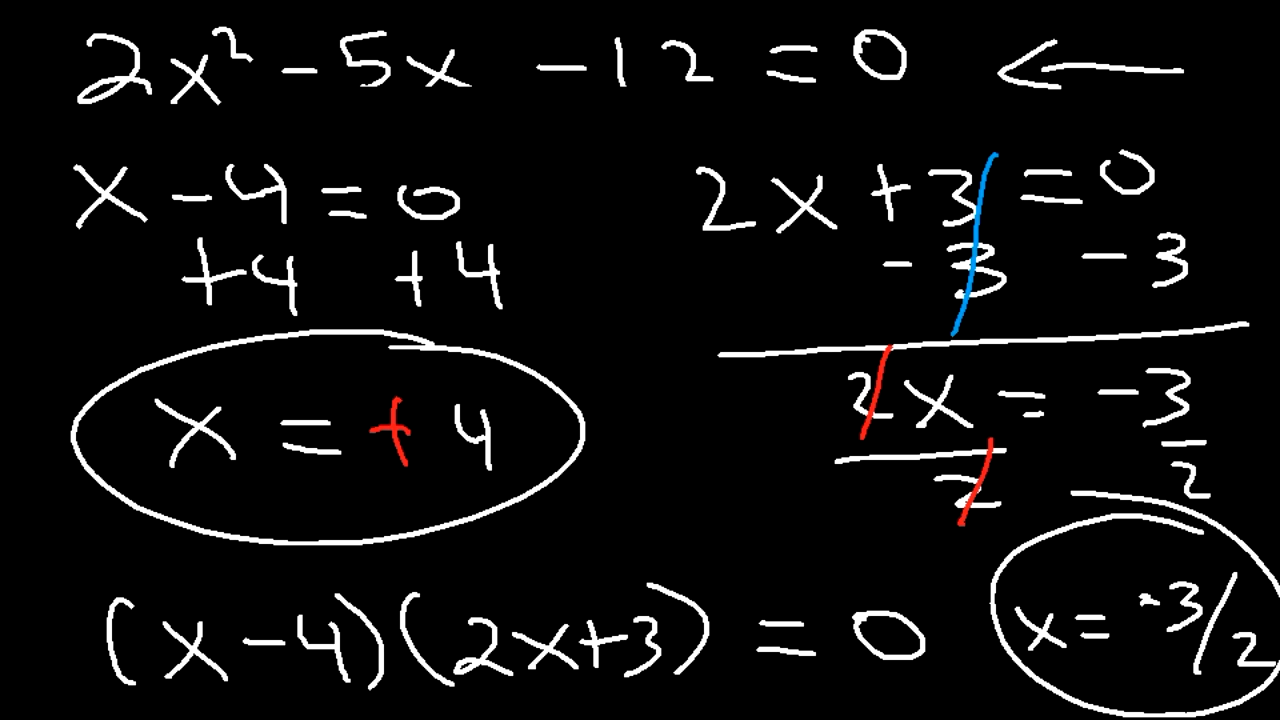 2x² - 5x - 12 = 0 ←
x - 4 = 0
+4 +4
x = + 4
2x + 3 = 0
- 3 - 3
2x = -3
2 2
x = -3/2
(x - 4)(2x+3) = 0